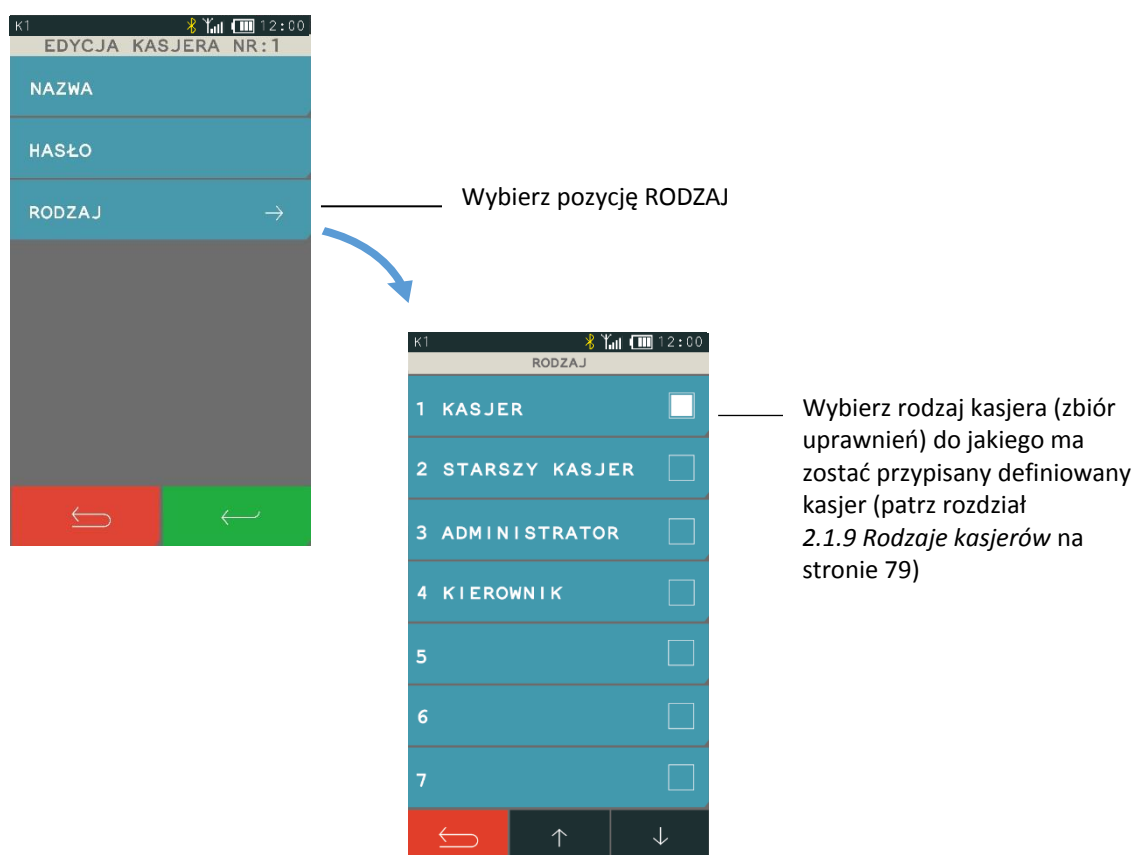 K1 12:00
EDYCJA KASJERA NR:1
NAZWA
HASŁO
RODZAJ →
Wybierz pozycję RODZAJ
K1 12:00
RODZAJ
1 KASJER
2 STARSZY KASJER
3 ADMINISTRATOR
4 KIEROWNIK
5
6
7
Wybierz rodzaj kasjera (zbiór
uprawnień) do jakiego ma
zostać przypisany definiowany
kasjer (patrz rozdział
2.1.9 Rodzaje kasjerów na
stronie 79)